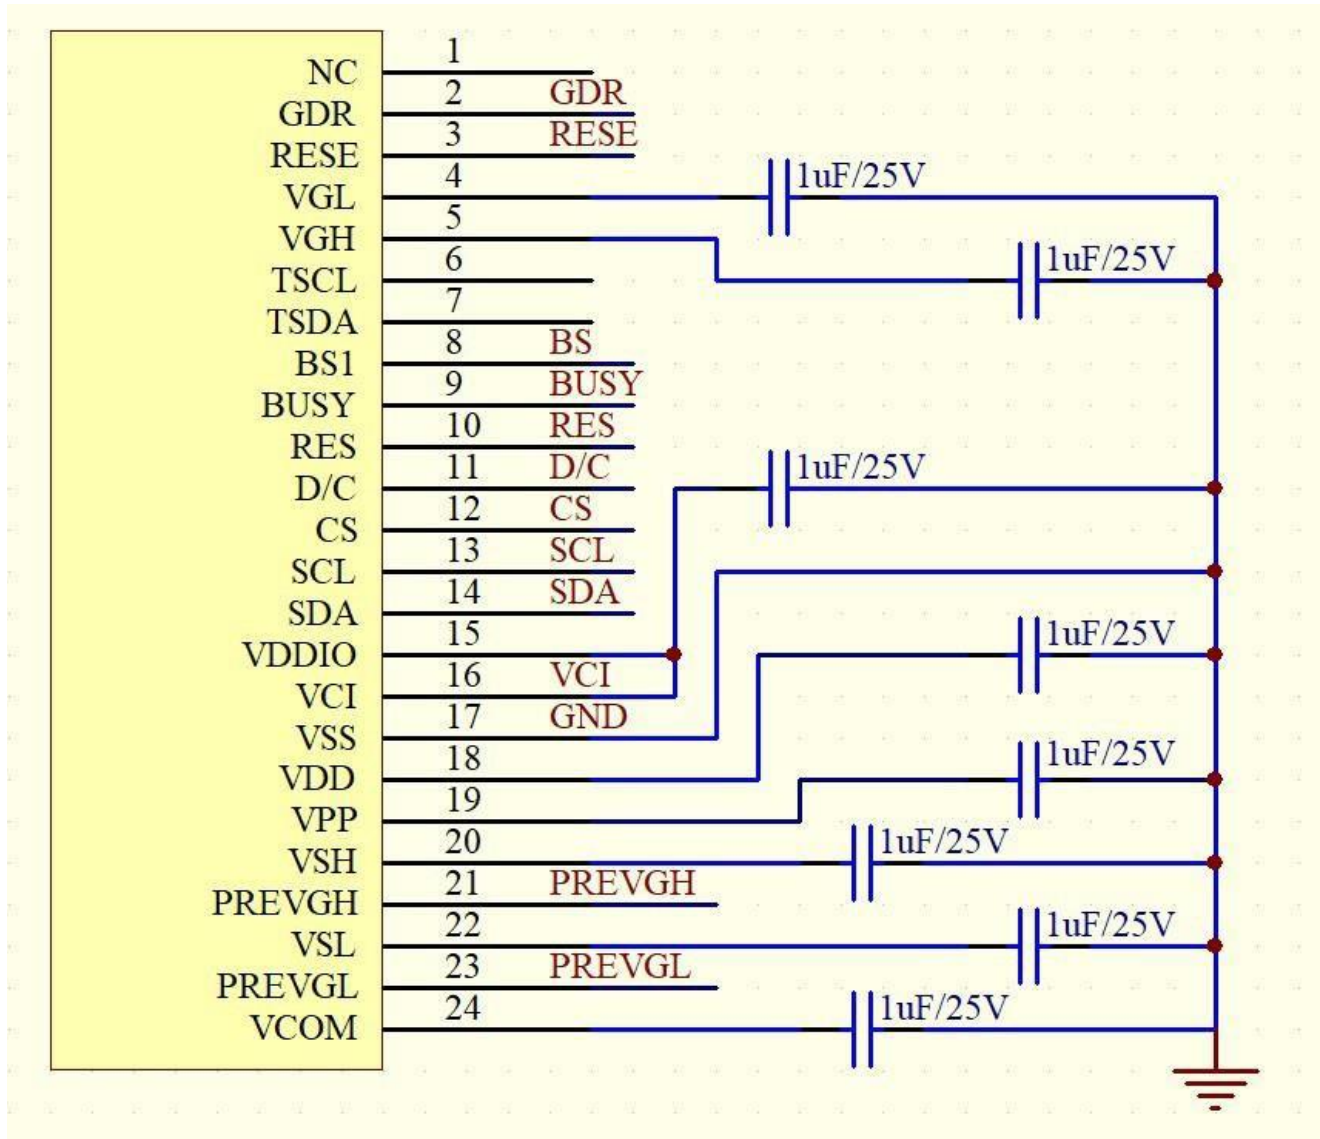 1
NC
2 GDR
GDR
3 RESE
RESE
4
VGL 1uF/25V
5
VGH
6 1uF/25V
TSCL
7
TSDA
8 BS
BS1
9 BUSY
BUSY
10 RES
RES
11 D/C
D/C 1uF/25V
12 CS
CS
13 SCL
SCL
14 SDA
SDA
15 1uF/25V
VDDIO
16 VCI
VCI
17 GND
VSS
18 1uF/25V
VDD
19
VPP
20 1uF/25V
VSH
21 PREVGH
PREVGH
22 1uF/25V
VSL
23 PREVGL
PREVGL
24 1uF/25V
VCOM